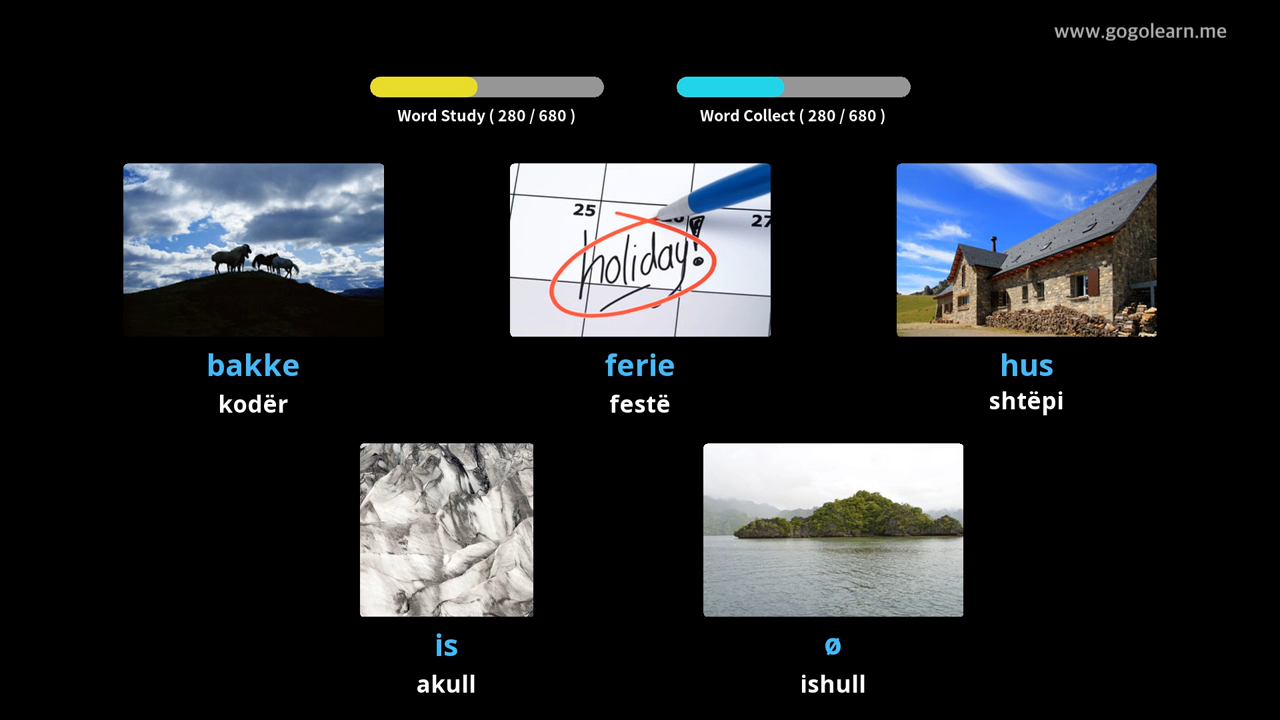 www.gogolearn.me
Word Study ( 280 / 680 )
Word Collect ( 280 / 680 )
25
27
holiday!
bakke
ferie
hus
kodër
festë
shtëpi
is
ø
akull
ishull